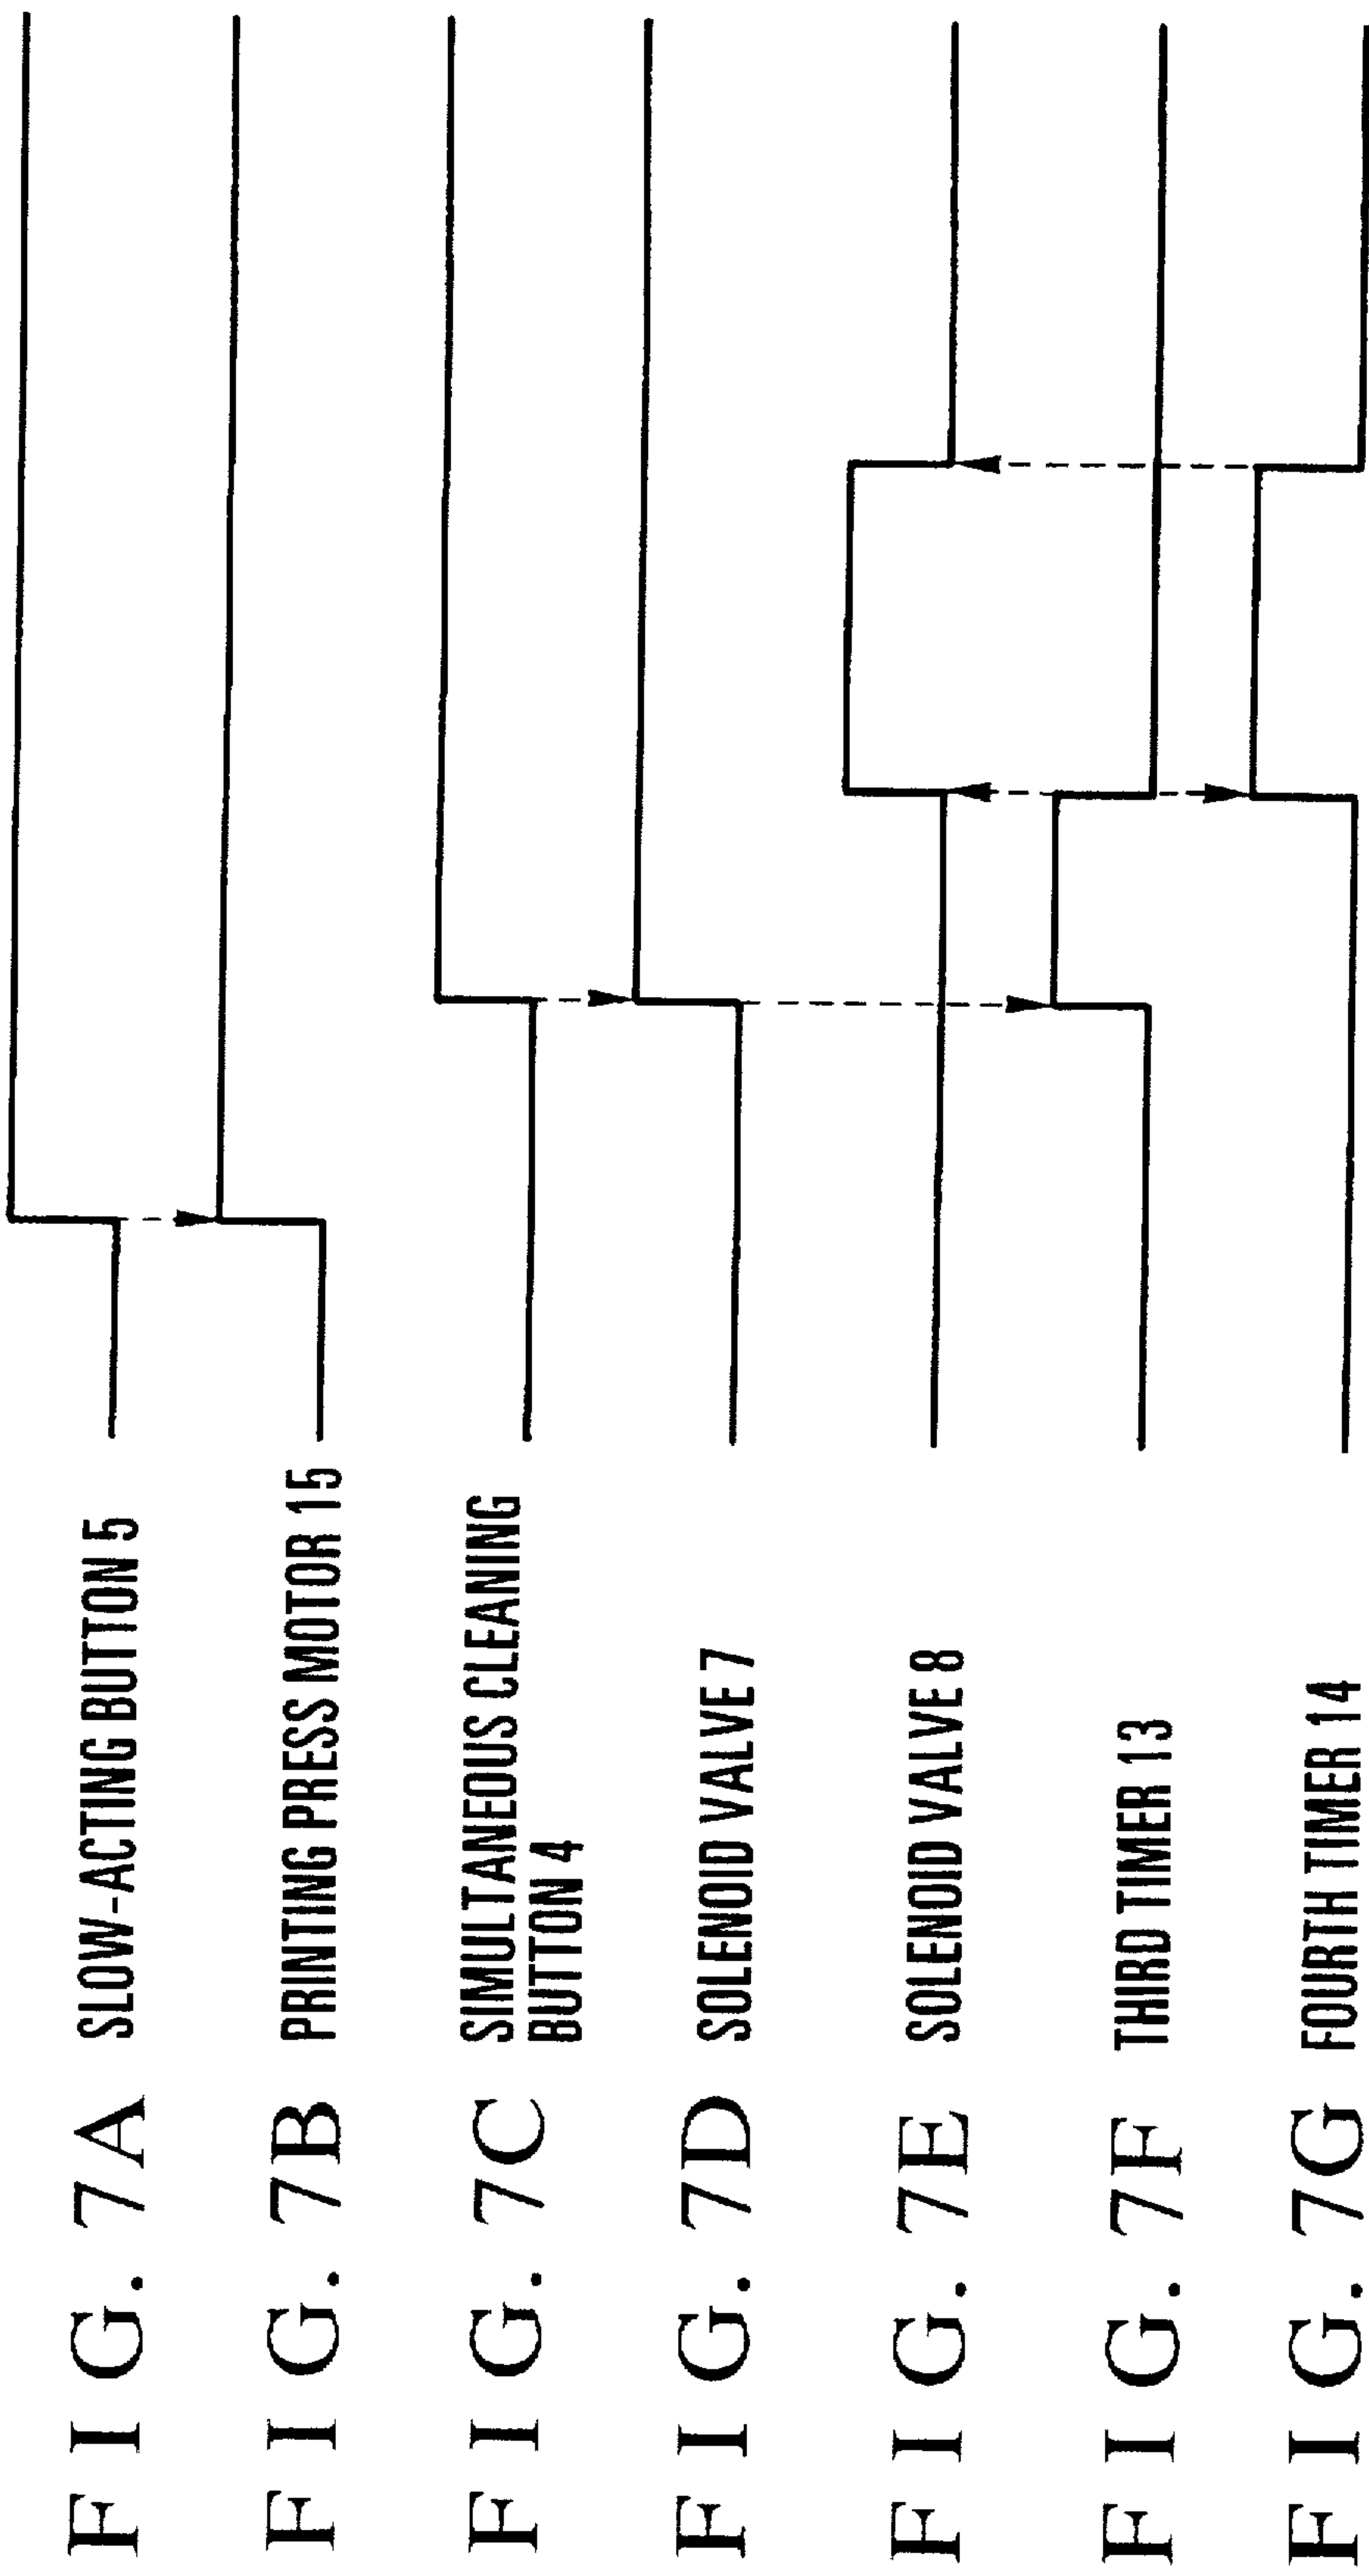 FIG. 7A SLOW-ACTING BUTTON 5
FIG. 7B PRINTING PRESS MOTOR 15
FIG. 7C SIMULTANEOUS CLEANING
BUTTON 4
FIG. 7D SOLENOID VALVE 7
FIG. 7E SOLENOID VALVE 8
FIG. 7F THIRD TIMER 13
FIG. 7G FOURTH TIMER 14